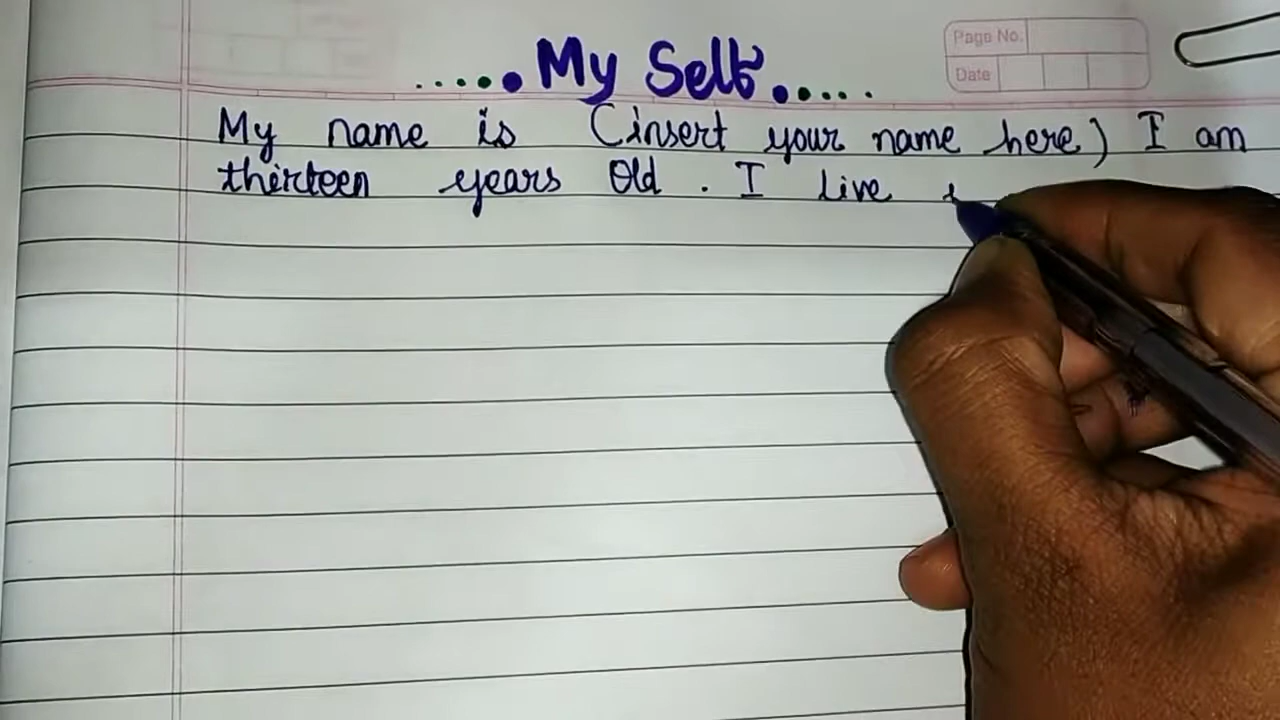 Page No.
Date
.....•My Self•.....
My name is (insert your name here) I am
thirteen years Old. I Live